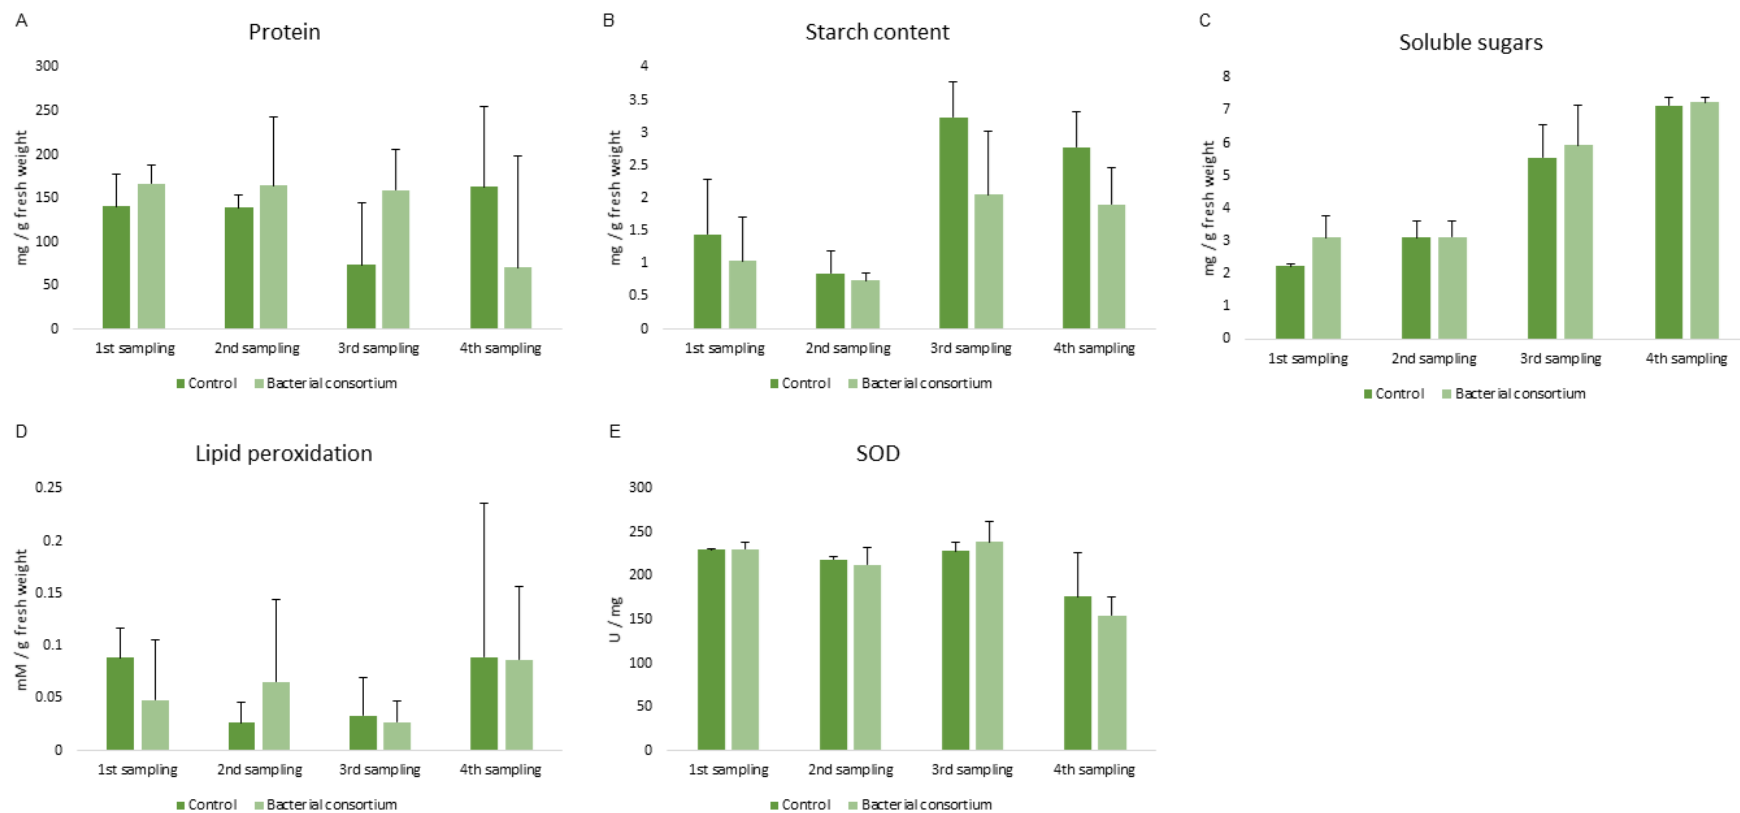 A
Protein
mg / g fresh weight
300
250
200
150
100
50
0
1st sampling 2nd sampling 3rd sampling 4th sampling
Control Bacterial consortium
B
Starch content
mg / g fresh weight
4
3.5
3
2.5
2
1.5
1
0.5
0
1st sampling 2nd sampling 3rd sampling 4th sampling
Control Bacterial consortium
C
Soluble sugars
mg / g fresh weight
8
7
6
5
4
3
2
1
0
1st sampling 2nd sampling 3rd sampling 4th sampling
Control Bacterial consortium
D
Lipid peroxidation
mM / g fresh weight
0.25
0.2
0.15
0.1
0.05
0
1st sampling 2nd sampling 3rd sampling 4th sampling
Control Bacterial consortium
E
SOD
U / mg
300
250
200
150
100
50
0
1st sampling 2nd sampling 3rd sampling 4th sampling
Control Bacterial consortium